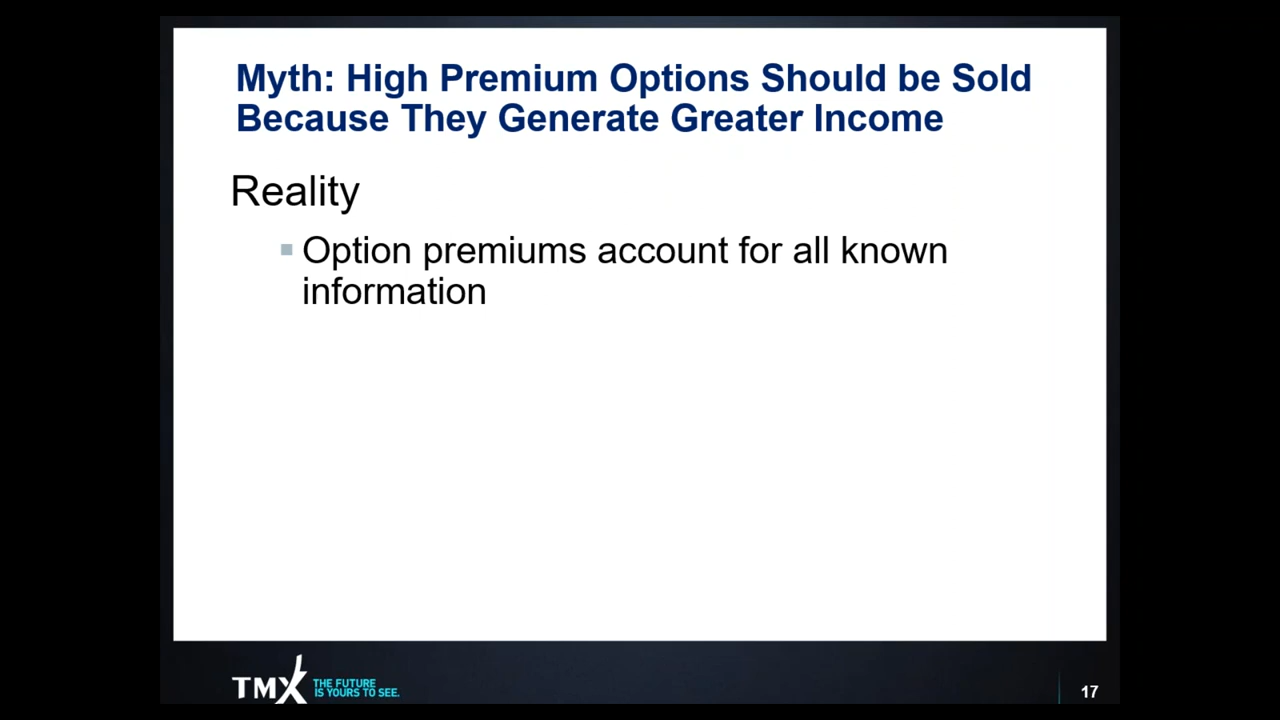 Myth: High Premium Options Should be Sold
Because They Generate Greater Income
Reality
Option premiums account for all known
information
TMX THE FUTURE
IS YOURS TO SEE.
17